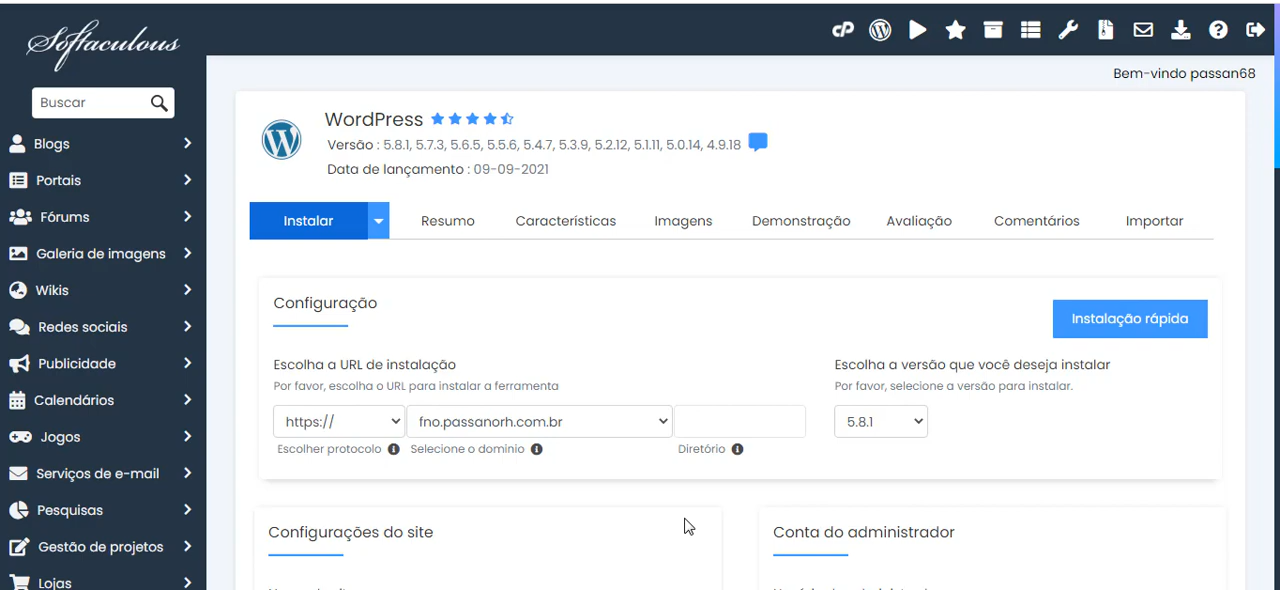 Softaculous
Bem-vindo passan68
Buscar
Blogs
Portais
Fóruns
Galeria de imagens
Wikis
Redes sociais
Publicidade
Calendários
Jogos
Serviços de e-mail
Pesquisas
Gestão de projetos
Lojas
WordPress
Versão : 5.8.1, 5.7.3, 5.6.5, 5.5.6, 5.4.7, 5.3.9, 5.2.12, 5.1.11, 5.0.14, 4.9.18
Data de lançamento : 09-09-2021
Instalar Resumo Características Imagens Demonstração Avaliação Comentários Importar
Configuração
Instalação rápida
Escolha a URL de instalação
Por favor, escolha o URL para instalar a ferramenta
https:// fno.passanorh.com.br
Escolher protocolo Selecione o domínio Diretório
Escolha a versão que você deseja instalar
Por favor, selecione a versão para instalar.
5.8.1
Configurações do site
Conta do administrador